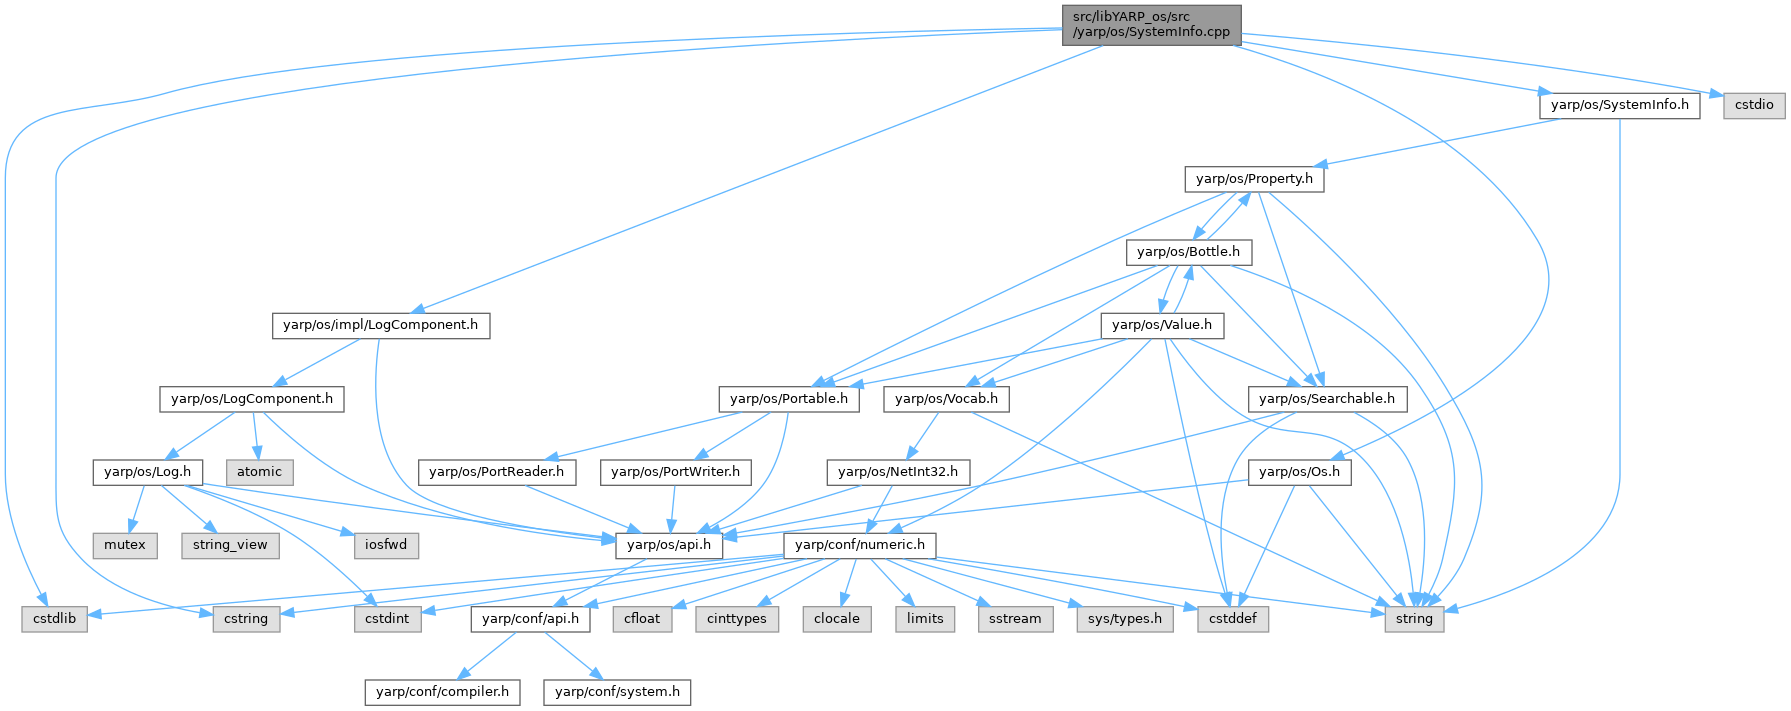 src/libYARP_os/src
/yarp/os/SystemInfo.cpp
yarp/os/SystemInfo.h
cstdio
yarp/os/Property.h
yarp/os/Bottle.h
yarp/os/impl/LogComponent.h
yarp/os/Value.h
yarp/os/LogComponent.h
yarp/os/Portable.h
yarp/os/Vocab.h
yarp/os/Searchable.h
yarp/os/Log.h
atomic
yarp/os/PortReader.h
yarp/os/PortWriter.h
yarp/os/NetInt32.h
yarp/os/Os.h
mutex
string_view
iosfwd
yarp/os/api.h
yarp/conf/numeric.h
cstdlib
cstring
cstdint
yarp/conf/api.h
cfloat
cinttypes
clocale
limits
sstream
sys/types.h
cstddef
string
yarp/conf/compiler.h
yarp/conf/system.h